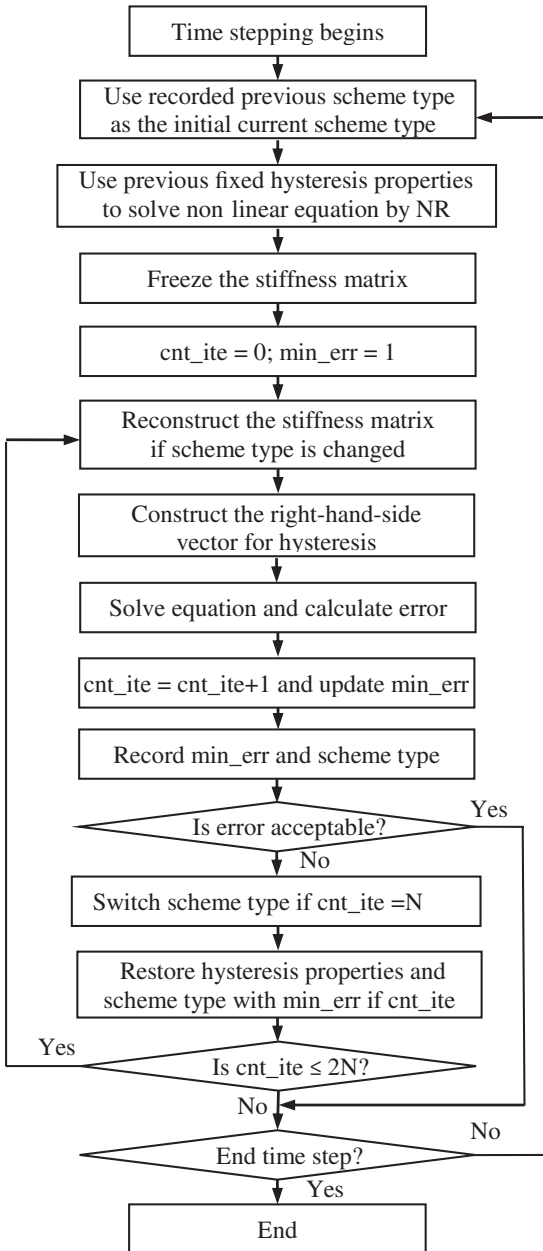 Time stepping begins
Use recorded previous scheme type
as the initial current scheme type
Use previous fixed hysteresis properties
to solve non linear equation by NR
Freeze the stiffness matrix
cnt_ite = 0; min_err = 1
Reconstruct the stiffness matrix
if scheme type is changed
Construct the right-hand-side
vector for hysteresis
Solve equation and calculate error
cnt_ite = cnt_ite+1 and update min_err
Record min_err and scheme type
Is error acceptable?
Yes
No
Switch scheme type if cnt_ite =N
Restore hysteresis properties and
scheme type with min_err if cnt_ite
Yes
Is cnt_ite ≤ 2N?
No
No
End time step?
Yes
End